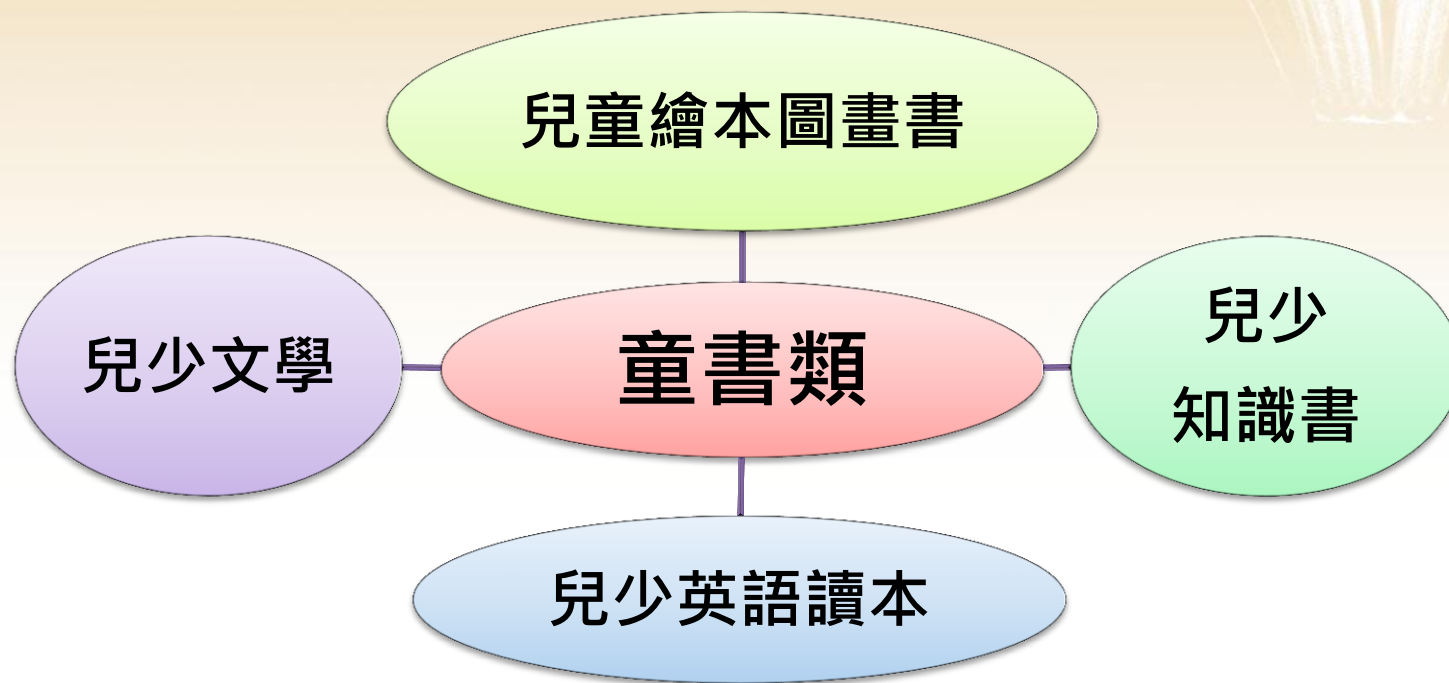 兒童繪本圖畫書
兒少文學
童書類
兒少
知識書
兒少英語讀本